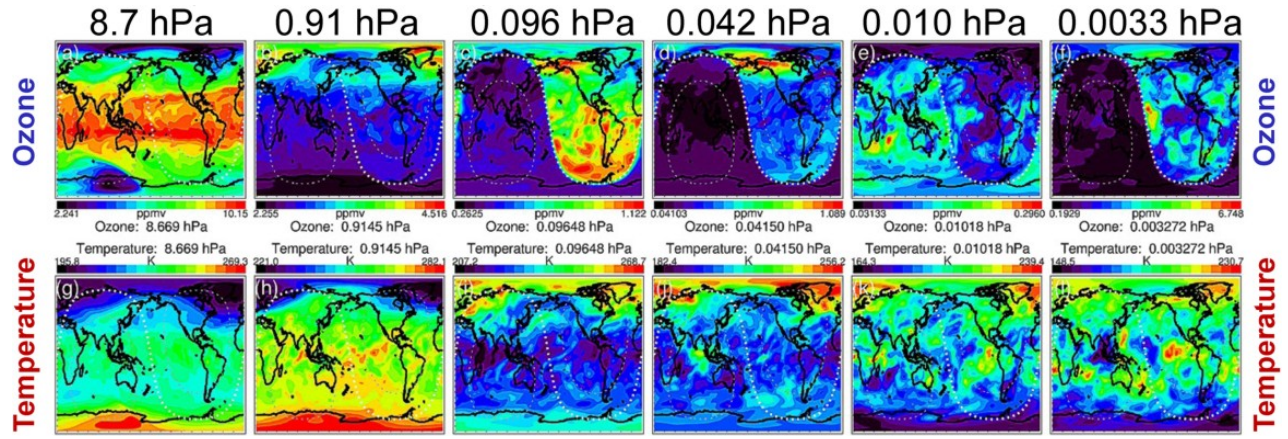 8.7 hPa 0.91 hPa 0.096 hPa 0.042 hPa 0.010 hPa 0.0033 hPa
Ozone
(a) (b) (c) (d) (e) (f)
Ozone
2.241 10.15 2.255 4.516 0.2625 1.122 0.04103 1.089 0.03133 0.2960 0.1929 6.748
ppmv ppmv ppmv ppmv ppmv ppmv
Ozone: 8.669 hPa Ozone: 0.9145 hPa Ozone: 0.09648 hPa Ozone: 0.04150 hPa Ozone: 0.01018 hPa Ozone: 0.003272 hPa
Temperature: 8.669 hPa Temperature: 0.9145 hPa Temperature: 0.09648 hPa Temperature: 0.04150 hPa Temperature: 0.01018 hPa Temperature: 0.003272 hPa
195.8 K 269.3 221.0 K 282.1 207.2 K 268.7 182.4 K 256.2 164.3 K 239.4 148.5 K 230.7
Temperature
(g) (h) (i) (j) (k) (l)
Temperature